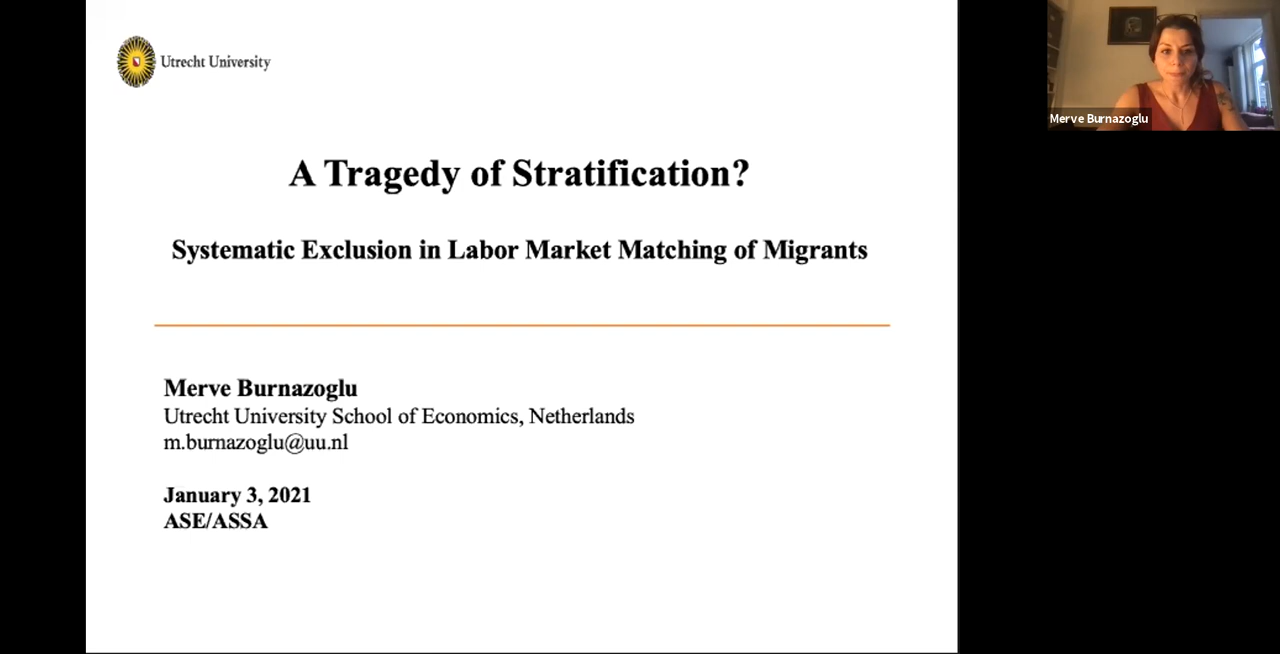 Utrecht University
A Tragedy of Stratification?
Systematic Exclusion in Labor Market Matching of Migrants
Merve Burnazoglu
Utrecht University School of Economics, Netherlands
m.burnazoglu@uu.nl
January 3, 2021
ASE/ASSA
Merve Burnazoglu